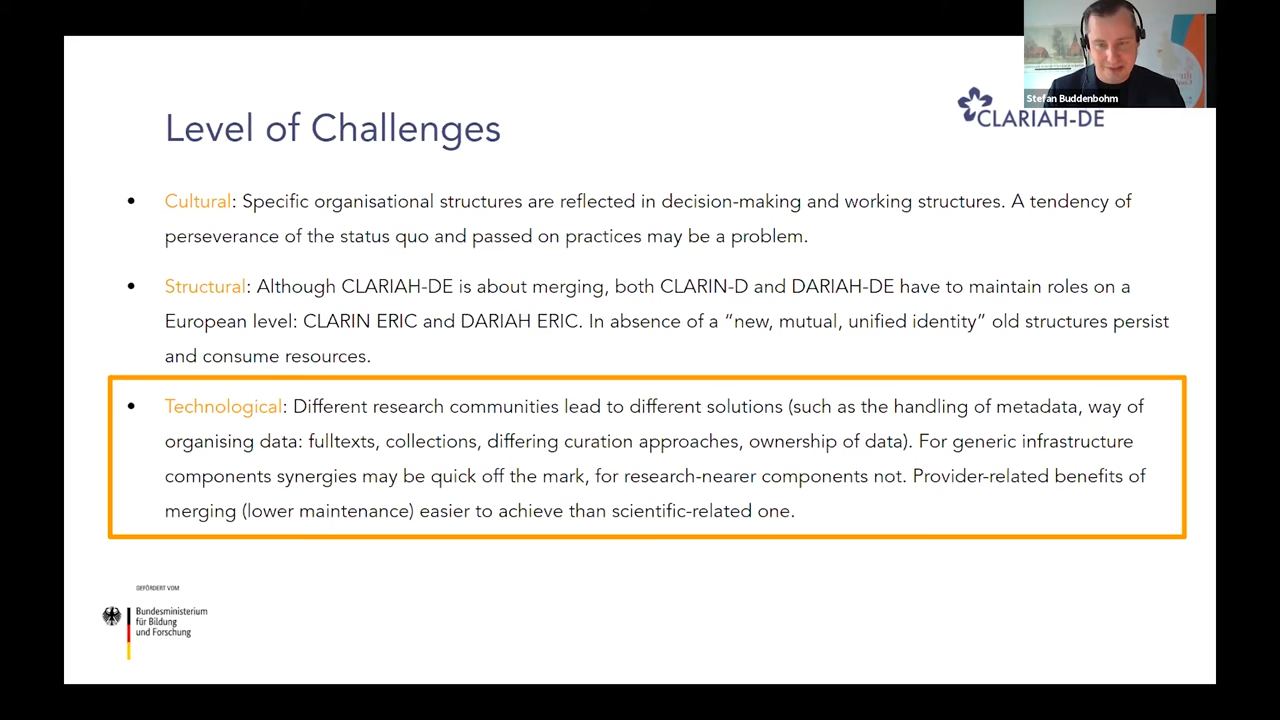 Stefan Buddenbohm
CLARIAH-DE
Level of Challenges
• Cultural: Specific organisational structures are reflected in decision-making and working structures. A tendency of
perseverance of the status quo and passed on practices may be a problem.
• Structural: Although CLARIAH-DE is about merging, both CLARIN-D and DARIAH-DE have to maintain roles on a
European level: CLARIN ERIC and DARIAH ERIC. In absence of a “new, mutual, unified identity” old structures persist
and consume resources.
• Technological: Different research communities lead to different solutions (such as the handling of metadata, way of
organising data: fulltexts, collections, differing curation approaches, ownership of data). For generic infrastructure
components synergies may be quick off the mark, for research-nearer components not. Provider-related benefits of
merging (lower maintenance) easier to achieve than scientific-related one.
GEFÖRDERT VOM
Bundesministerium
für Bildung
und Forschung